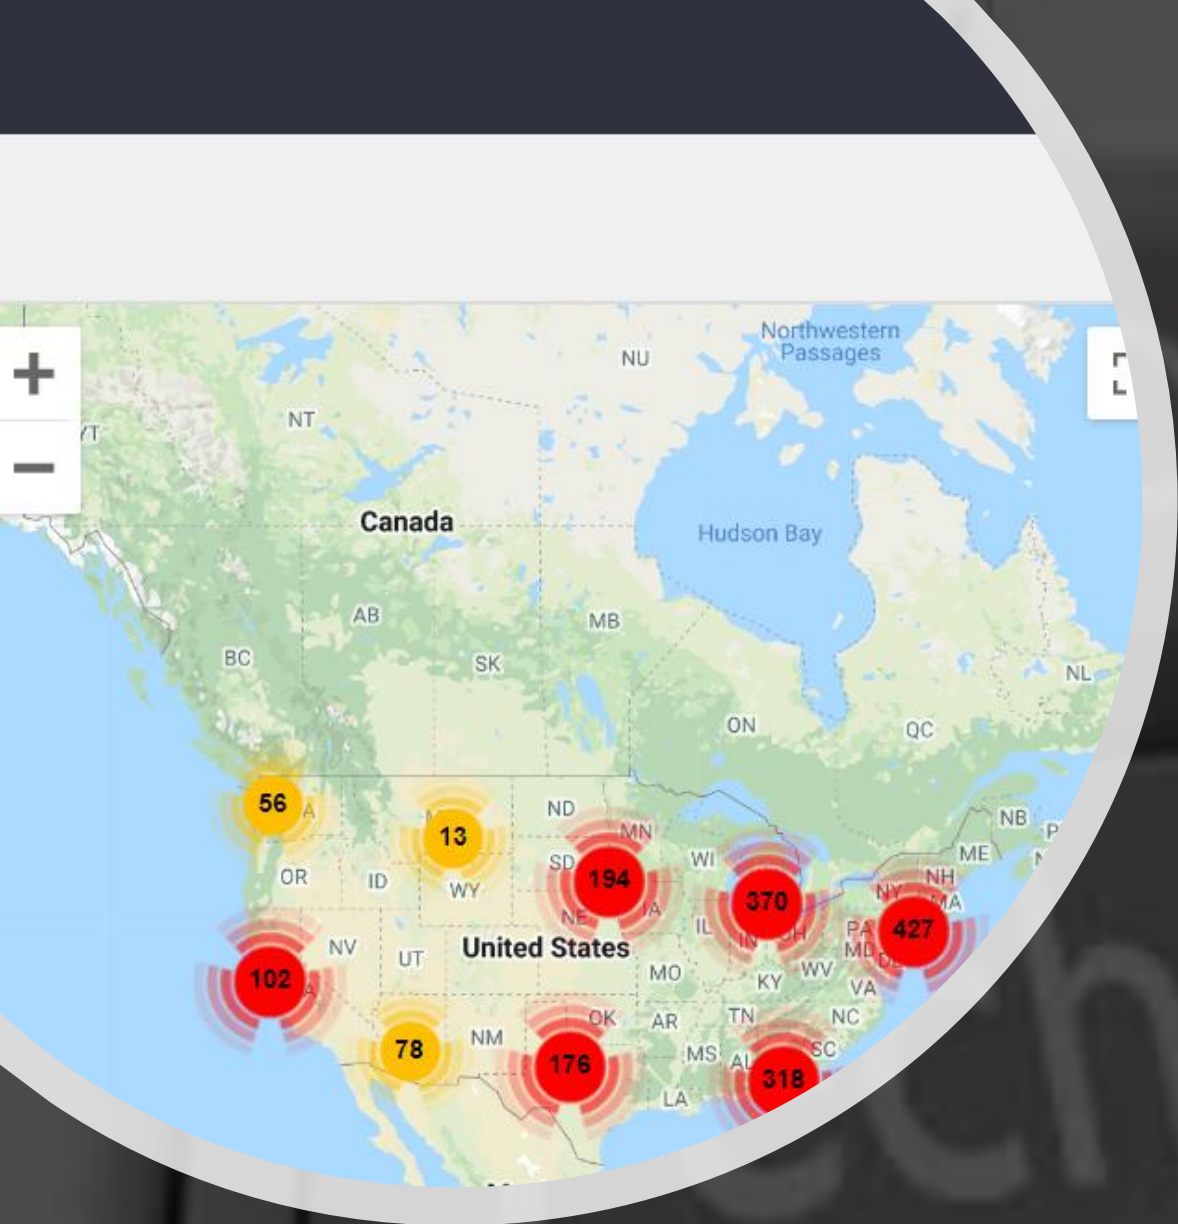 Northwestern
Passages
NU
+
NT
YT
−
Canada
Hudson Bay
AB
MB
BC
SK
NL
ON
QC
56
ND
NB
13
MN
ME
WI
SD
OR
ID
194
WY
NH
NY
MA
370
NE
IA
IL
IN
OH
PA
427
NV
United States
MD
UT
DE
MO
102
KY
WV
VA
OK
AR
TN
NC
NM
78
MS
AL
SC
176
318
LA
ch